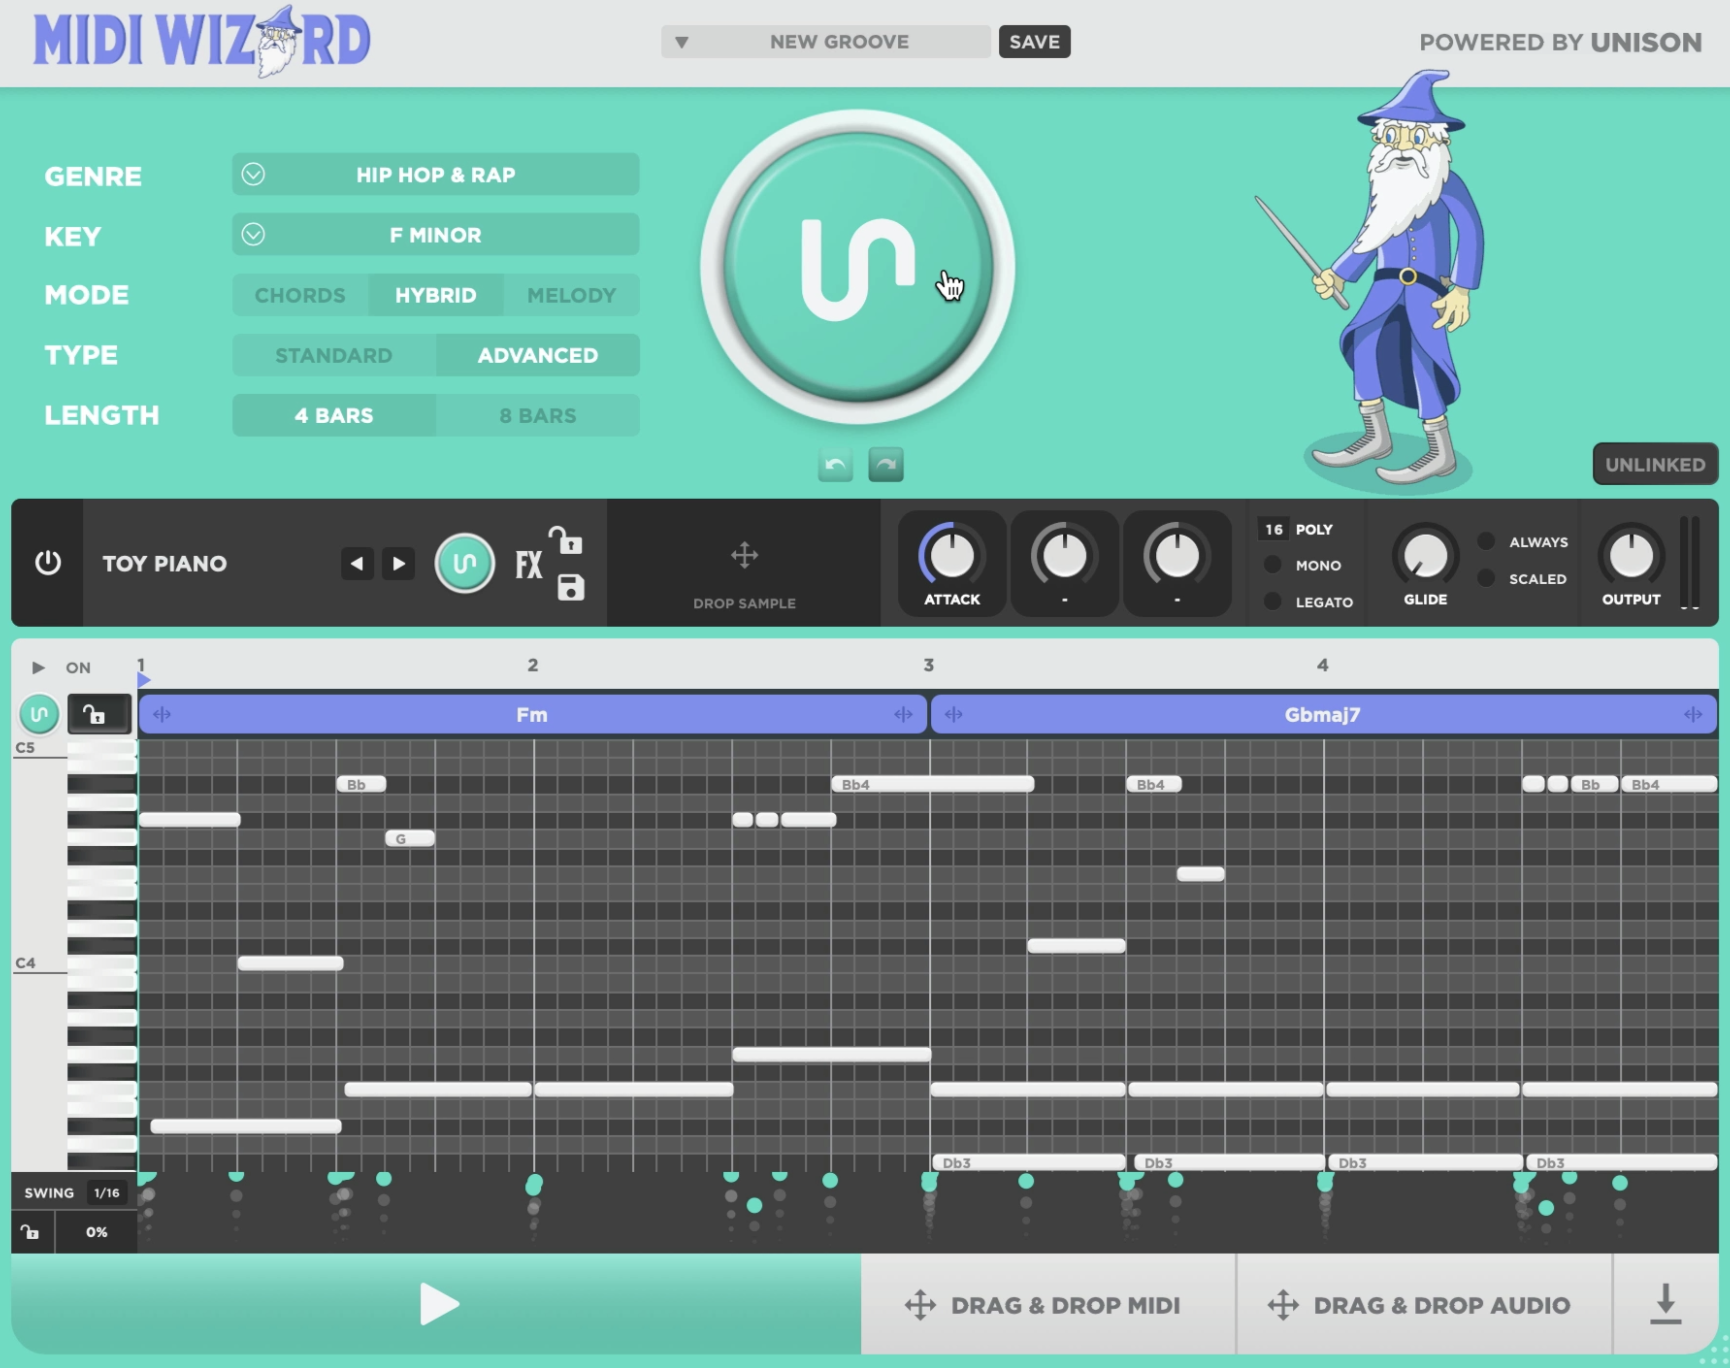 MIDI WIZARD
NEW GROOVE
SAVE
POWERED BY UNISON
GENRE
HIP HOP & RAP
KEY
F MINOR
MODE
CHORDS HYBRID MELODY
TYPE
STANDARD ADVANCED
LENGTH
4 BARS 8 BARS
UNLINKED
TOY PIANO
FX
DROP SAMPLE
ATTACK
-
-
16 POLY
MONO
LEGATO
GLIDE
ALWAYS
SCALED
OUTPUT
ON
1 2 3 4
Fm Gbmaj7
C5
Bb Bb4 Bb4 Bb Bb4
G
C4
Db3 Db3 Db3 Db3
SWING 1/16
0%
DRAG & DROP MIDI
DRAG & DROP AUDIO